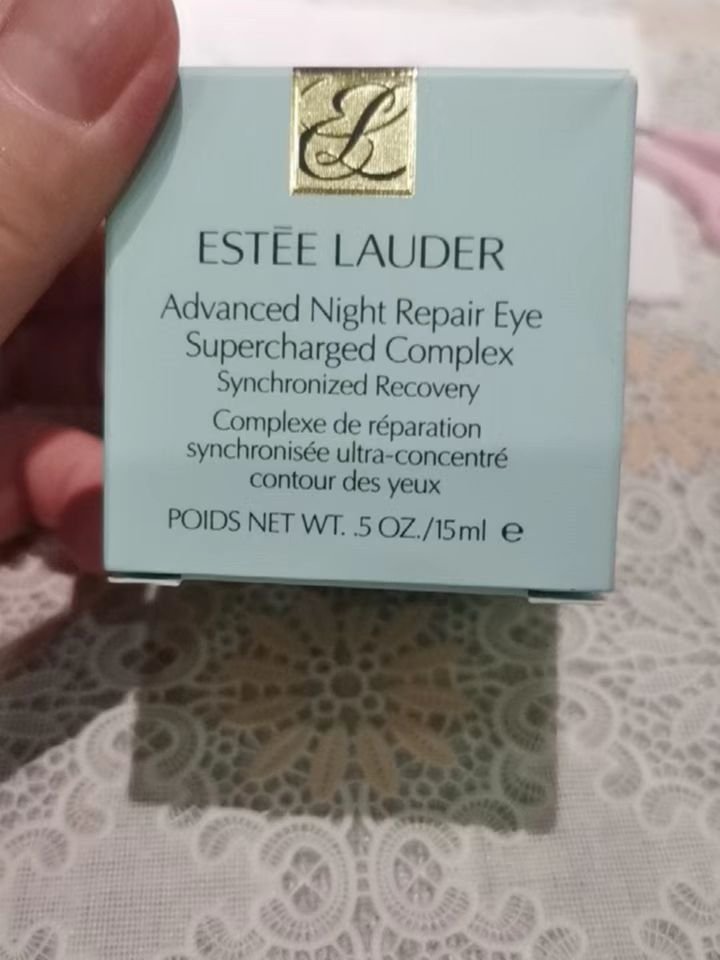 EL
ESTĒE LAUDER
Advanced Night Repair Eye
Supercharged Complex
Synchronized Recovery
Complexe de réparation
synchronisée ultra-concentré
contour des yeux
POIDS NET WT. .5 OZ./15ml e